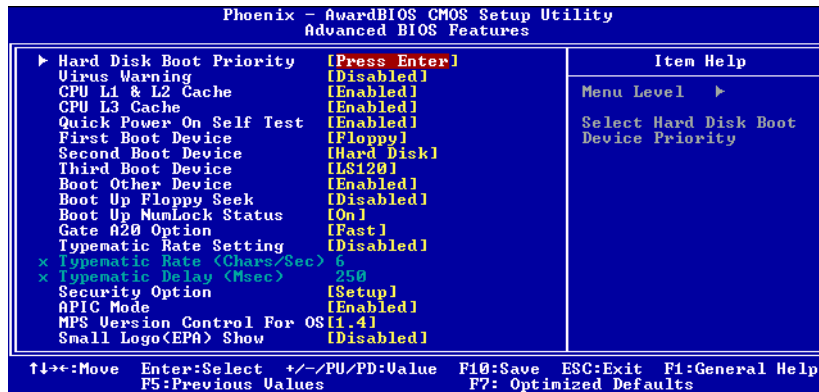 Phoenix - AwardBIOS CMOS Setup Utility
Advanced BIOS Features
▶ Hard Disk Boot Priority [Press Enter]
Virus Warning [Disabled]
CPU L1 & L2 Cache [Enabled]
CPU L3 Cache [Enabled]
Quick Power On Self Test [Enabled]
First Boot Device [Floppy]
Second Boot Device [Hard Disk]
Third Boot Device [LS120]
Boot Other Device [Enabled]
Boot Up Floppy Seek [Disabled]
Boot Up NumLock Status [On]
Gate A20 Option [Fast]
Typematic Rate Setting [Disabled]
x Typematic Rate (Chars/Sec) 6
x Typematic Delay (Msec) 250
Security Option [Setup]
APIC Mode [Enabled]
MPS Version Control For OS[1.4]
Small Logo(EPA) Show [Disabled]
Item Help
Menu Level ▶
Select Hard Disk Boot
Device Priority
↑↓→←:Move Enter:Select +/-/PU/PD:Value F10:Save ESC:Exit F1:General Help
F5:Previous Values F7: Optimized Defaults